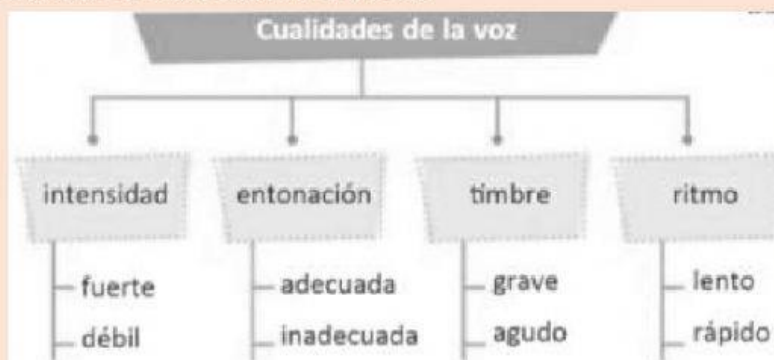 Cualidades de la voz
intensidad entonación timbre ritmo
fuerte adecuada grave lento
débil inadecuada agudo rápido